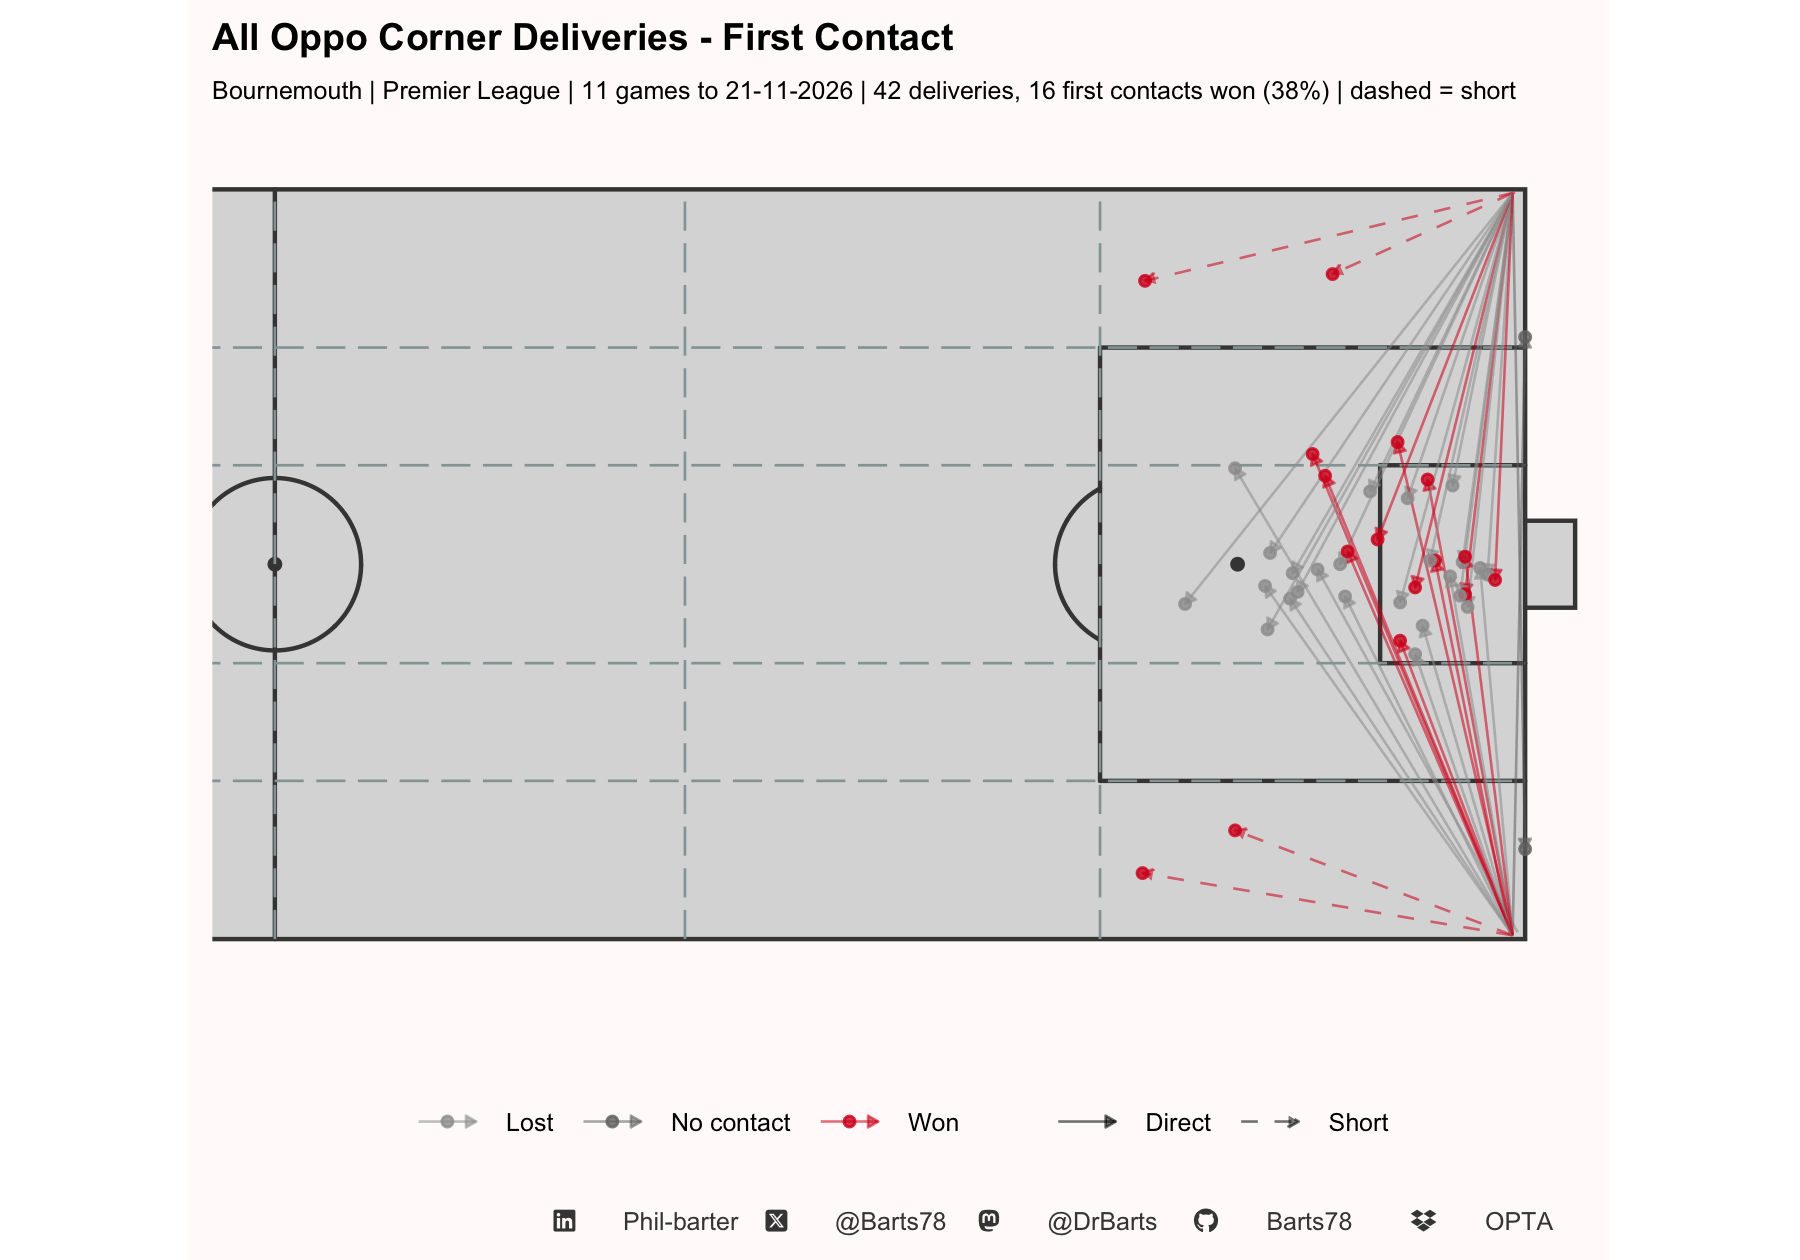 All Oppo Corner Deliveries - First Contact
Bournemouth | Premier League | 11 games to 21-11-2026 | 42 deliveries, 16 first contacts won (38%) | dashed = short
Lost No contact Won Direct Short
Phil-barter @Barts78 @DrBarts Barts78 OPTA